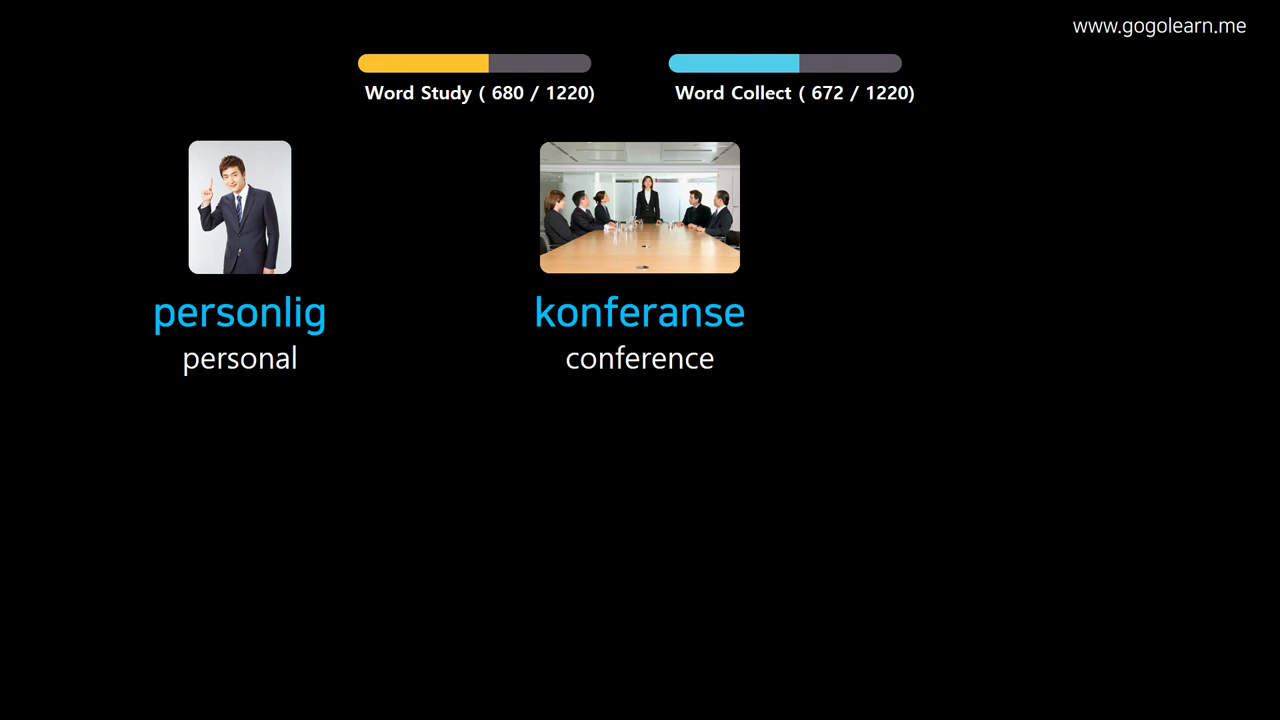 www.gogolearn.me
Word Study ( 680 / 1220)
Word Collect ( 672 / 1220)
personlig
personal
konferanse
conference